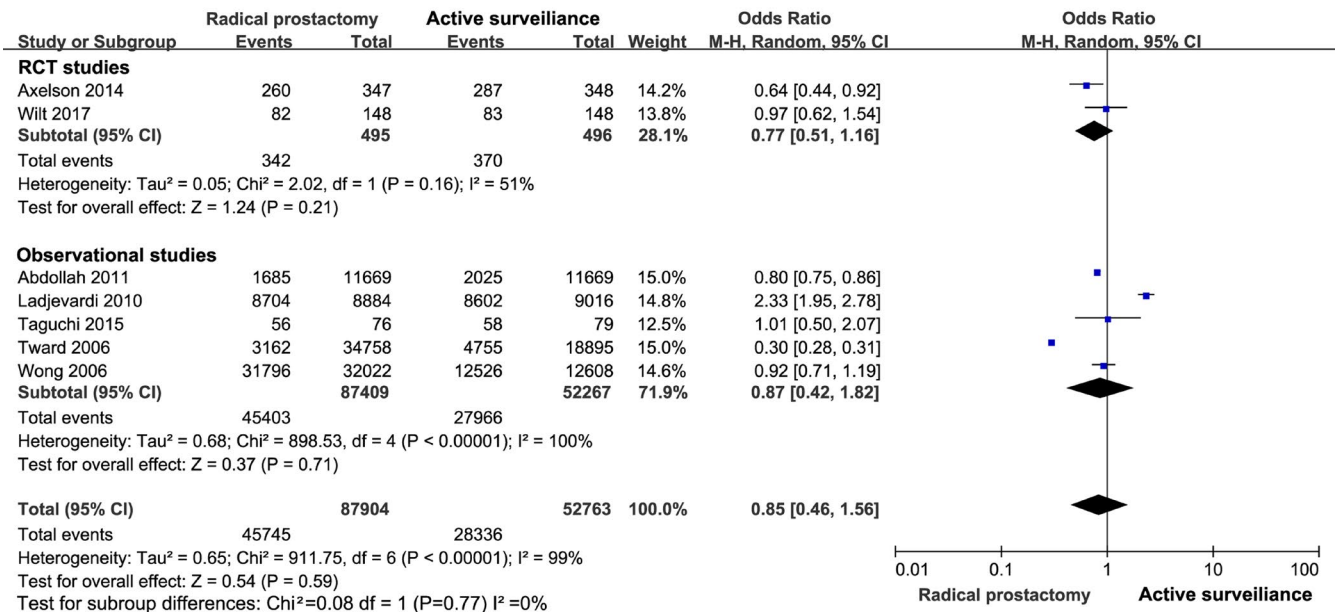 Radical prostactomy Active surveiliance Odds Ratio Odds Ratio
Study or Subgroup Events Total Events Total Weight M-H, Random, 95% CI M-H, Random, 95% CI
RCT studies
Axelson 2014 260 347 287 348 14.2% 0.64 [0.44, 0.92]
Wilt 2017 82 148 83 148 13.8% 0.97 [0.62, 1.54]
Subtotal (95% CI) 495 496 28.1% 0.77 [0.51, 1.16]
Total events 342 370
Heterogeneity: Tau² = 0.05; Chi² = 2.02, df = 1 (P = 0.16); I² = 51%
Test for overall effect: Z = 1.24 (P = 0.21)
Observational studies
Abdollah 2011 1685 11669 2025 11669 15.0% 0.80 [0.75, 0.86]
Ladjevardi 2010 8704 8884 8602 9016 14.8% 2.33 [1.95, 2.78]
Taguchi 2015 56 76 58 79 12.5% 1.01 [0.50, 2.07]
Tward 2006 3162 34758 4755 18895 15.0% 0.30 [0.28, 0.31]
Wong 2006 31796 32022 12526 12608 14.6% 0.92 [0.71, 1.19]
Subtotal (95% CI) 87409 52267 71.9% 0.87 [0.42, 1.82]
Total events 45403 27966
Heterogeneity: Tau² = 0.68; Chi² = 898.53, df = 4 (P < 0.00001); I² = 100%
Test for overall effect: Z = 0.37 (P = 0.71)
Total (95% CI) 87904 52763 100.0% 0.85 [0.46, 1.56]
Total events 45745 28336
Heterogeneity: Tau² = 0.65; Chi² = 911.75, df = 6 (P < 0.00001); I² = 99%
Test for overall effect: Z = 0.54 (P = 0.59)
Test for subroup differences: Chi²=0.08 df = 1 (P=0.77) I² =0%
0.01 0.1 1 10 100
Radical prostactomy Active surveiliance